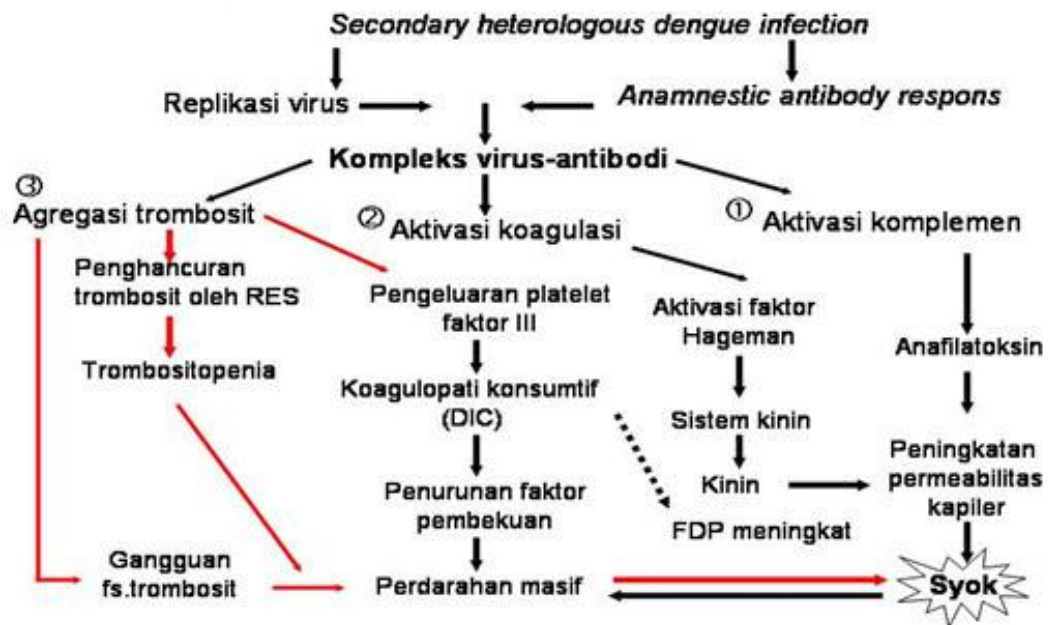 Secondary heterologous dengue infection
Replikasi virus
Anamnestic antibody respons
Kompleks virus-antibodi
③
Agregasi trombosit
②
Aktivasi koagulasi
①
Aktivasi komplemen
Penghancuran
trombosit oleh RES
Pengeluaran platelet
faktor III
Aktivasi faktor
Hageman
Anafilatoksin
Trombositopenia
Koagulopati konsumtif
(DIC)
Sistem kinin
Kinin
Peningkatan
permeabilitas
kapiler
Penurunan faktor
pembekuan
FDP meningkat
Gangguan
fs.trombosit
Perdarahan masif
Syok